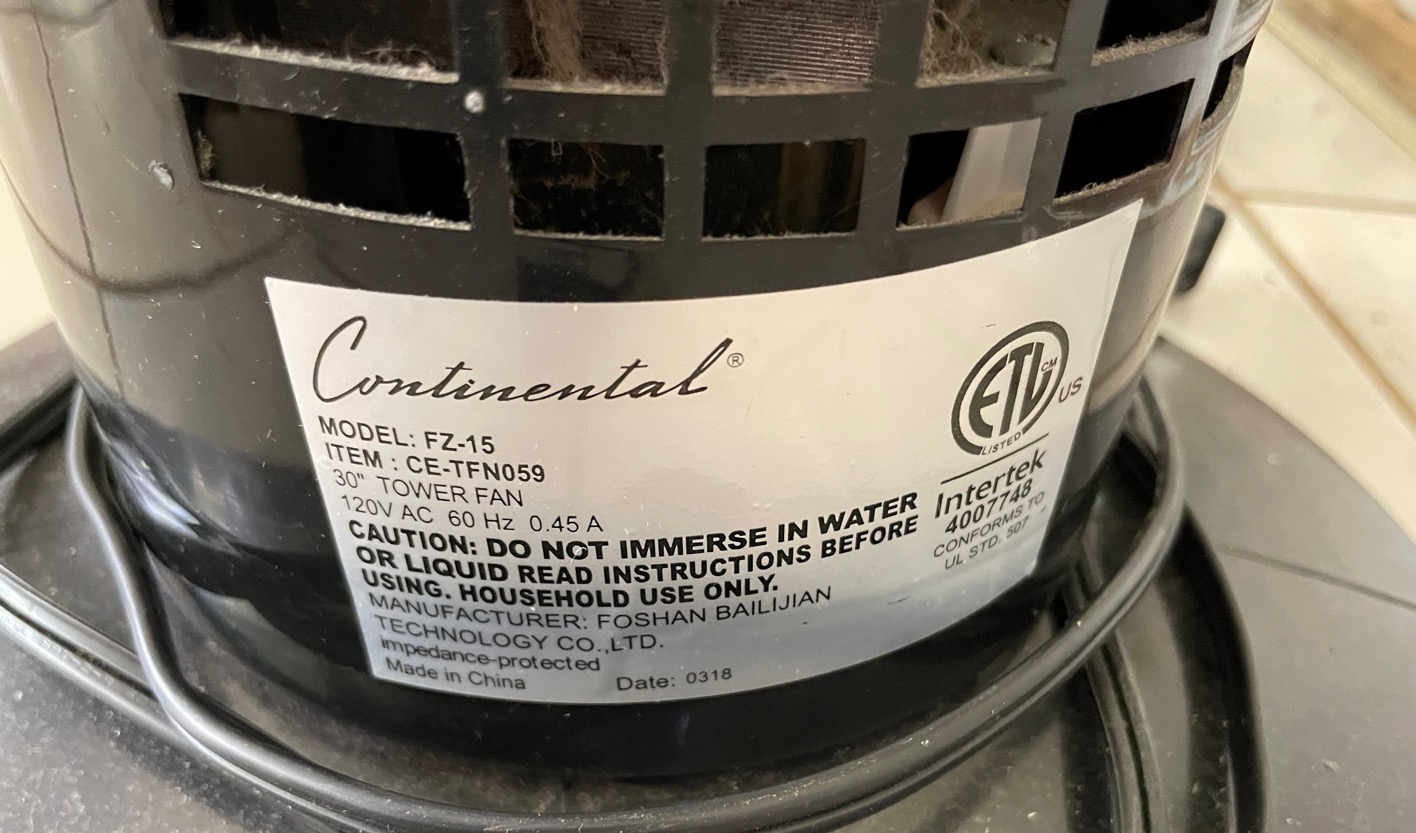 Continental®
MODEL: FZ-15
ITEM : CE-TFN059
30" TOWER FAN
120V AC 60 Hz 0.45 A
CAUTION: DO NOT IMMERSE IN WATER
OR LIQUID READ INSTRUCTIONS BEFORE
USING. HOUSEHOLD USE ONLY.
MANUFACTURER: FOSHAN BAILIJIAN
TECHNOLOGY CO.,LTD.
impedance-protected
Made in China
Date: 0318
ETL CM
US
LISTED
Intertek
4007748
CONFORMS TO
UL STD. 507